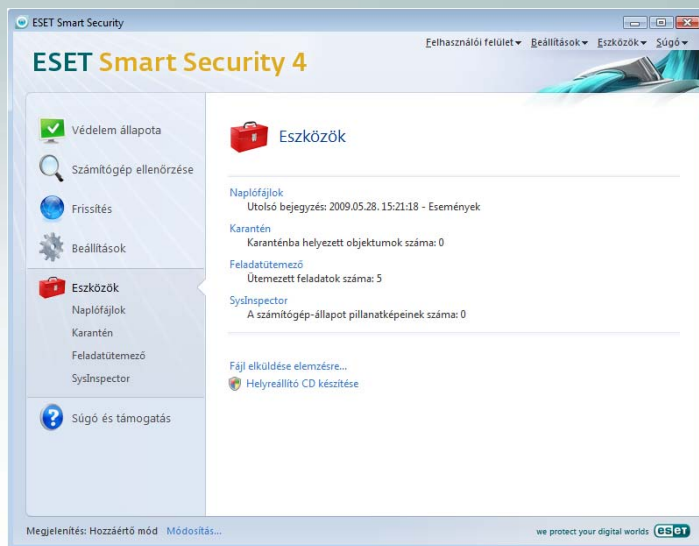 ESET Smart Security
Felhasználói felület Beállítások Eszközök Súgó
ESET Smart Security 4
Védelem állapota
Számítógép ellenőrzése
Frissítés
Beállítások
Eszközök
Naplófájlok
Karantén
Feladatütemező
SysInspector
Súgó és támogatás
Eszközök
Naplófájlok
Utolsó bejegyzés: 2009.05.28. 15:21:18 - Események
Karantén
Karanténba helyezett objektumok száma: 0
Feladatütemező
Ütemezett feladatok száma: 5
SysInspector
A számítógép-állapot pillanatképeinek száma: 0
Fájl elküldése elemzésre...
Helyreállító CD készítése
Megjelenítés: Hozzáértő mód Módosítás...
we protect your digital worlds eset